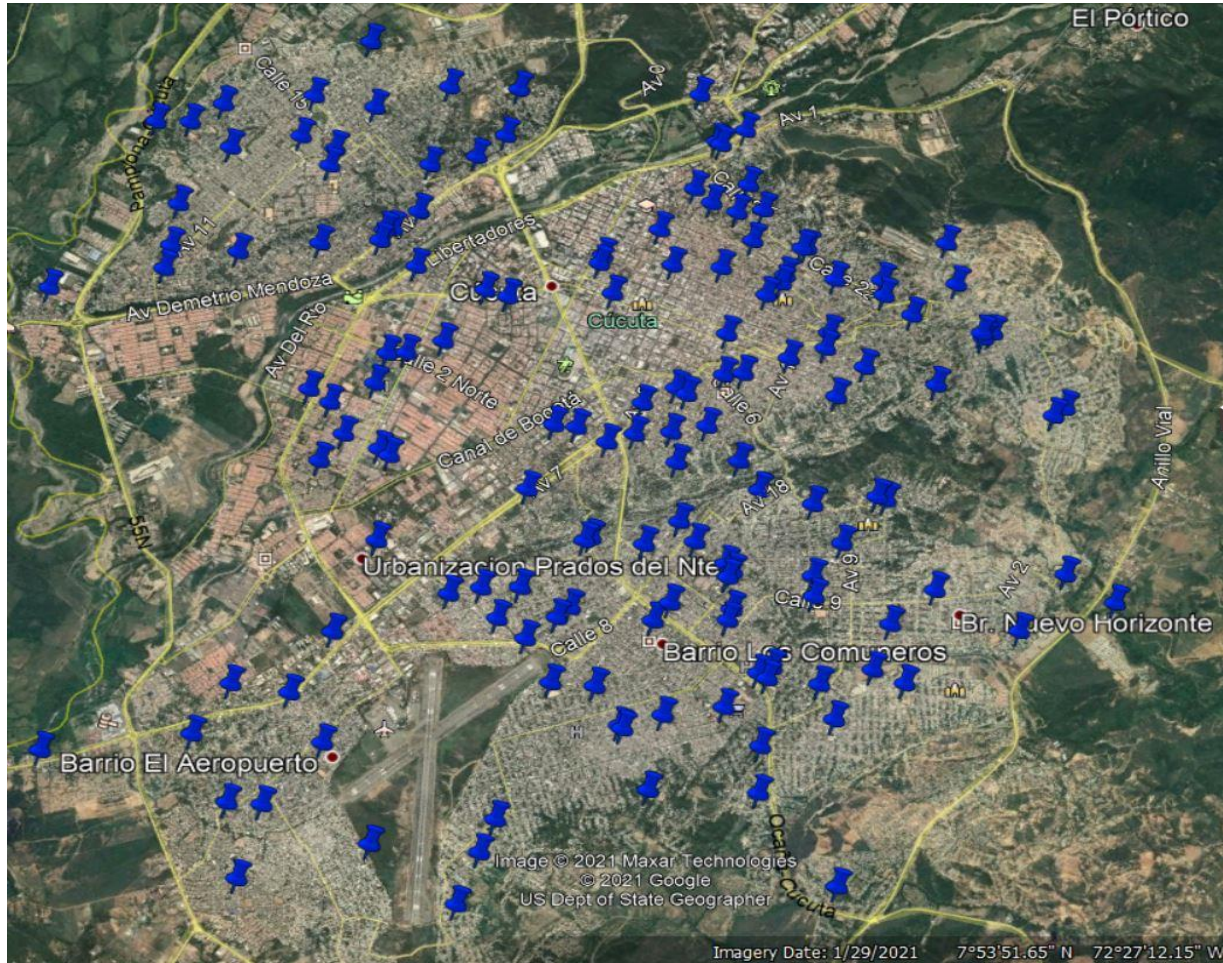 El Pórtico
Calle 15
Av 0
Av 1
Av 11
Libertadores
Av Demetrio Mendoza
Cúcuta
Calle 2
Av Del Rio
Calle 2 Norte
Calle 6
Canal de Bogotá
Anillo Vial
Av 7
Av 18
55N
Urbanizacion Prados del Nte
Av 9
Av 2
Calle 9
Br. Nuevo Horizonte
Calle 8
Barrio Los Comuneros
H
Barrio El Aeropuerto
Ocaña-Cúcuta
Image © 2021 Maxar Technologies
© 2021 Google
US Dept of State Geographer
Imagery Date: 1/29/2021 7°53'51.65" N 72°27'12.15" W